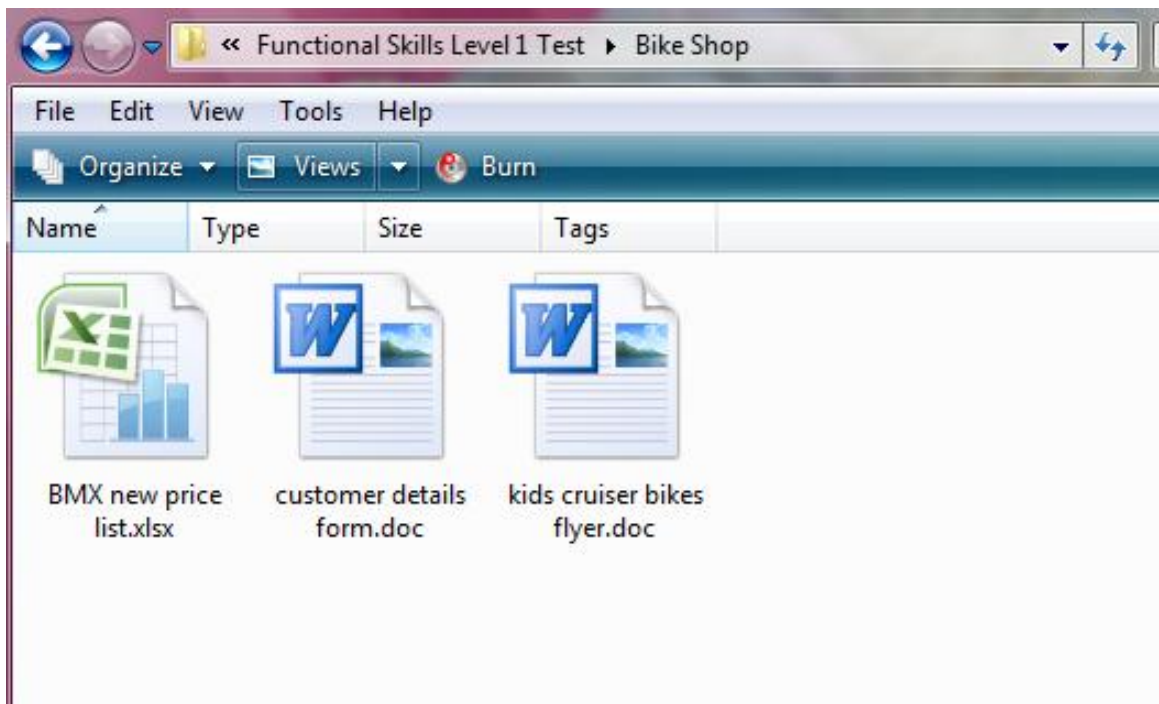 « Functional Skills Level 1 Test ▸ Bike Shop
File Edit View Tools Help
Organize Views Burn
Name Type Size Tags
BMX new price
list.xlsx
customer details
form.doc
kids cruiser bikes
flyer.doc